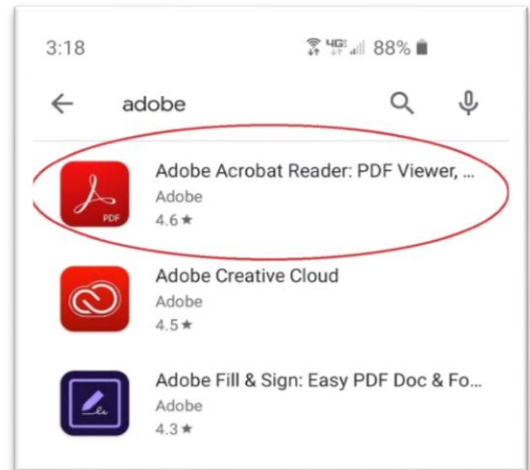 3:18 4G 88%
adobe
Adobe Acrobat Reader: PDF Viewer, ...
PDF
Adobe
4.6★
Adobe Creative Cloud
Adobe
4.5★
Adobe Fill & Sign: Easy PDF Doc & Fo...
Adobe
4.3★